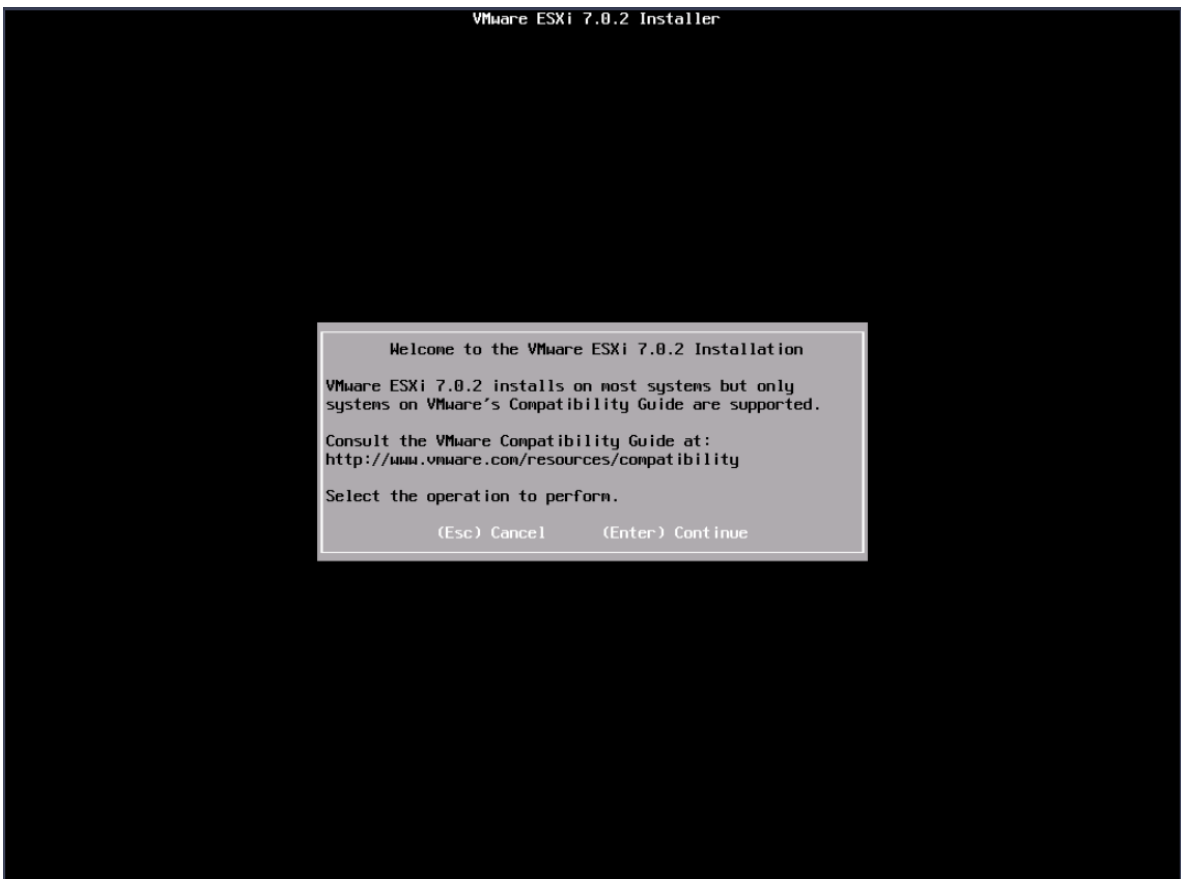 VMware ESXi 7.0.2 Installer
Welcome to the VMware ESXi 7.0.2 Installation
VMware ESXi 7.0.2 installs on most systems but only
systems on VMware's Compatibility Guide are supported.
Consult the VMware Compatibility Guide at:
http://www.vmware.com/resources/compatibility
Select the operation to perform.
(Esc) Cancel (Enter) Continue